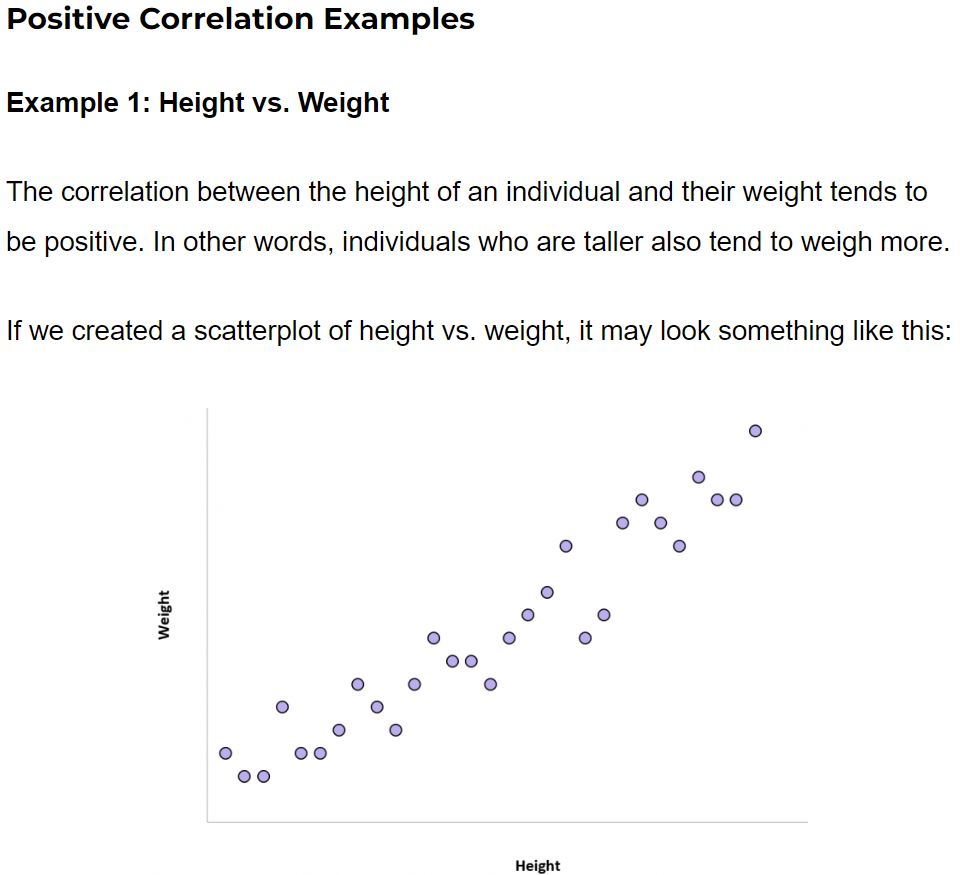 Positive Correlation Examples
Example 1: Height vs. Weight
The correlation between the height of an individual and their weight tends to
be positive. In other words, individuals who are taller also tend to weigh more.
If we created a scatterplot of height vs. weight, it may look something like this:
Weight
Height